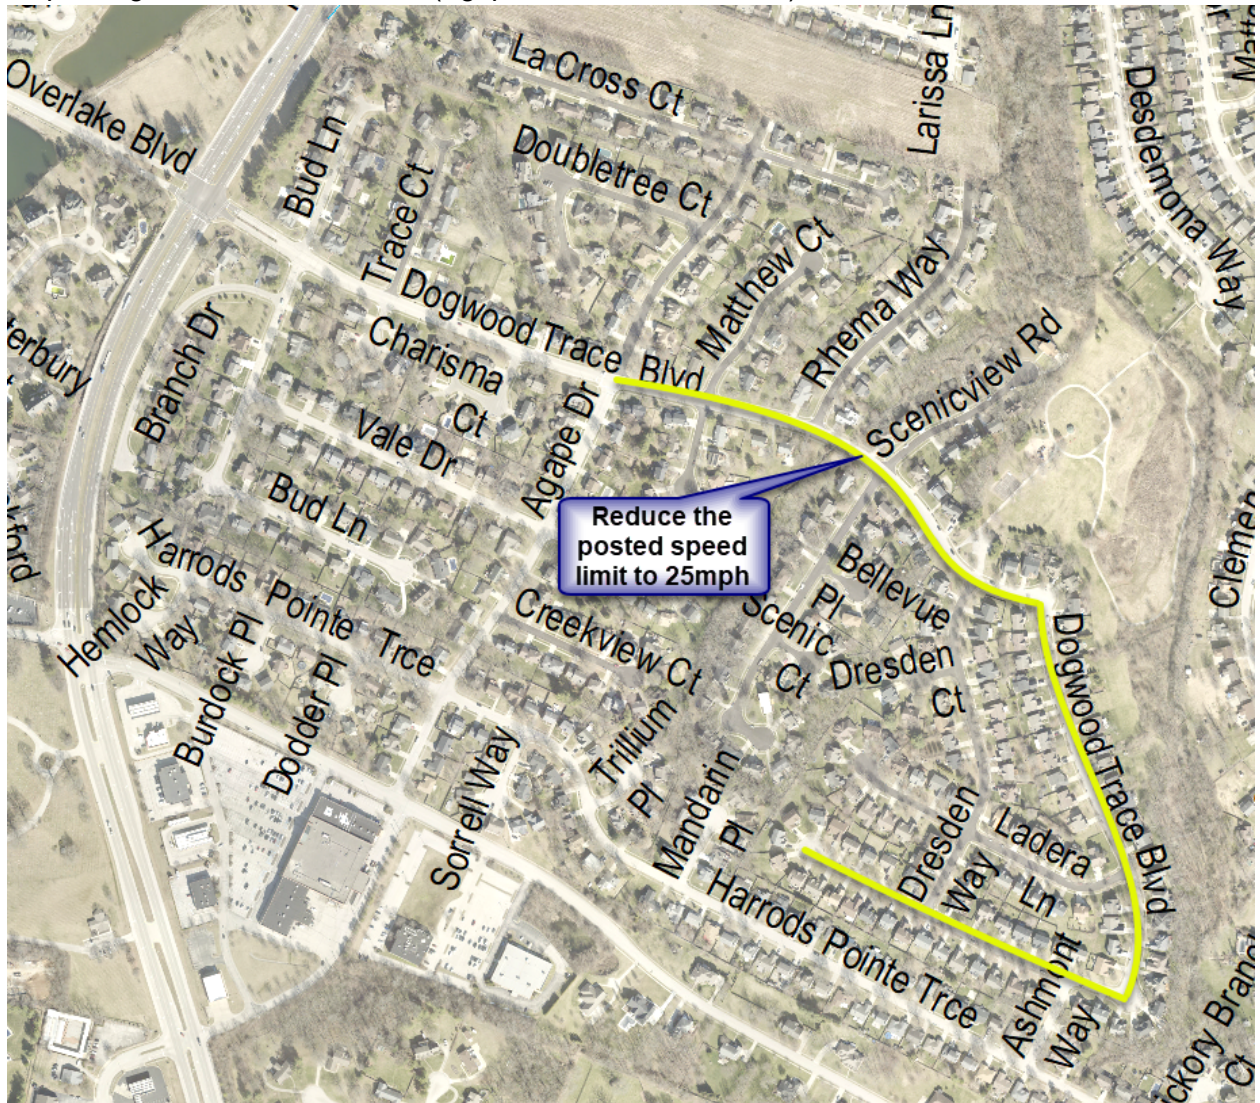 La Cross Ct
Larissa Ln
Desdemona Way
Overlake Blvd
Bud Ln
Trace Ct
Doubletree Ct
Matthew Ct
Rhema Way
Scenicview Rd
Dogwood Trace Blvd
Charisma
Ct
Branch Dr
Vale Dr
Agape Dr
Bud Ln
Reduce the
posted speed
limit to 25mph
Harrods Pointe Trce
Hemlock
Way
Burdock Pl
Dodder Pl
Creekview Ct
Bellevue
Pl
Scenic
Ct
Dresden
Ct
Dogwood Trace Blvd
Trillium
Pl
Mandarin
Pl
Sorrell Way
Dresden
Way
Ladera
Ln
Harrods Pointe Trce
Ashmont
Way